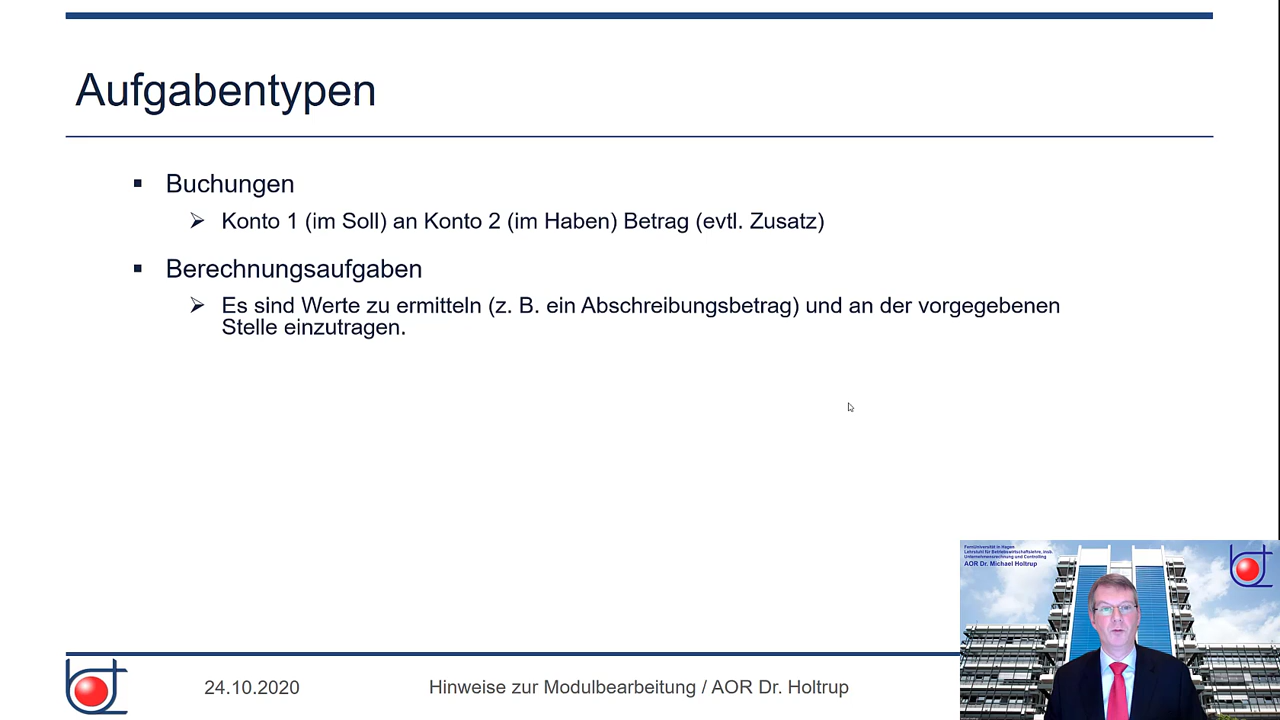 Aufgabentypen
Buchungen
Konto 1 (im Soll) an Konto 2 (im Haben) Betrag (evtl. Zusatz)
Berechnungsaufgaben
Es sind Werte zu ermitteln (z. B. ein Abschreibungsbetrag) und an der vorgegebenen
Stelle einzutragen.
FernUniversität in Hagen
Lehrstuhl für Betriebswirtschaftslehre, insb.
Unternehmensrechnung und Controlling
AOR Dr. Michael Holtrup
24.10.2020
Hinweise zur Modulbearbeitung / AOR Dr. Holtrup